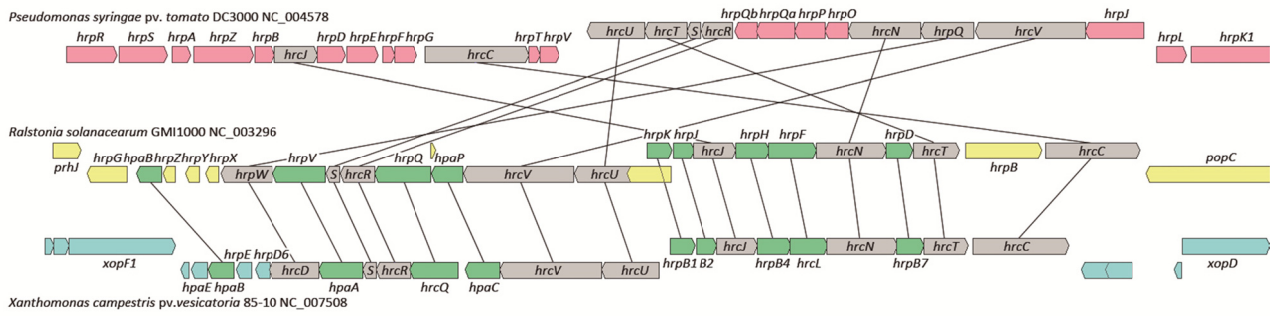 Pseudomonas syringae pv. tomato DC3000 NC_004578
hrpQb hrpQa hrpP hrpO hrpJ
hrcU hrcT S hrcR hrcN hrpQ hrcV
hrpR hrpS hrpA hrpZ hrpB hrcJ hrpD hrpE hrpF hrpG hrcC hrpT hrpV hrpL hrpK1
Ralstonia solanacearum GMI1000 NC_003296
hrpK hrpJ hrpH hrpF hrpD
hrcJ hrcN hrcT hrpB hrcC
prhJ hrpG hpaB hrpZ hrpY hrpX hrpV hrpQ hpaP popC
hrpW S hrcR hrcV hrcU
xopF1 hrpE hrpD6 hrcJ hrcN hrcT hrcC xopD
hrpB1 B2 hrpB4 hrcL hrpB7
hrcD S hrcR hrcV hrcU
hpaE hpaB hpaA hrcQ hpaC
Xanthomonas campestris pv.vesicatoria 85-10 NC_007508